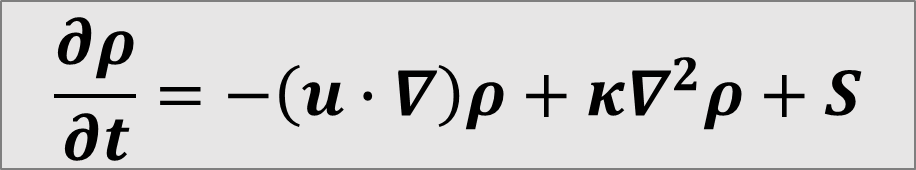 ∂ρ/∂t = −(u · ∇)ρ + κ∇²ρ + S